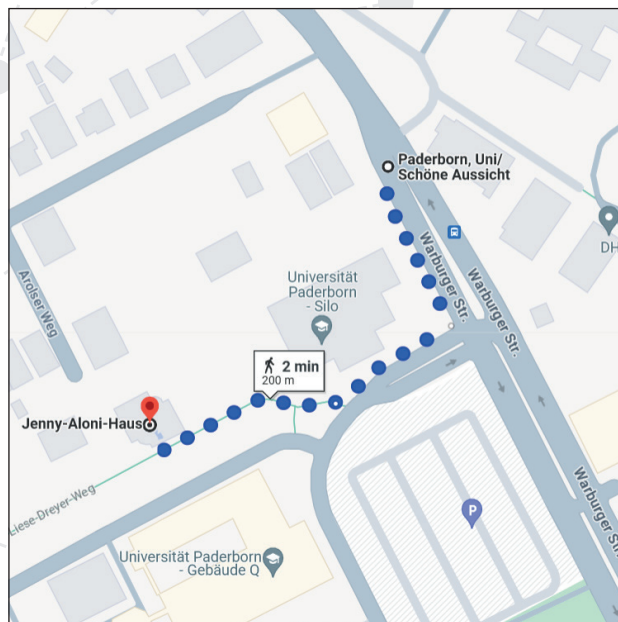 Paderborn, Uni/
Schöne Aussicht
DH
Warburger Str.
Warburger Str.
Universität
Paderborn
- Silo
Arolser Weg
2 min
200 m
Jenny-Aloni-Haus
Liese-Dreyer-Weg
Warburger Str.
P
Universität Paderborn
- Gebäude Q